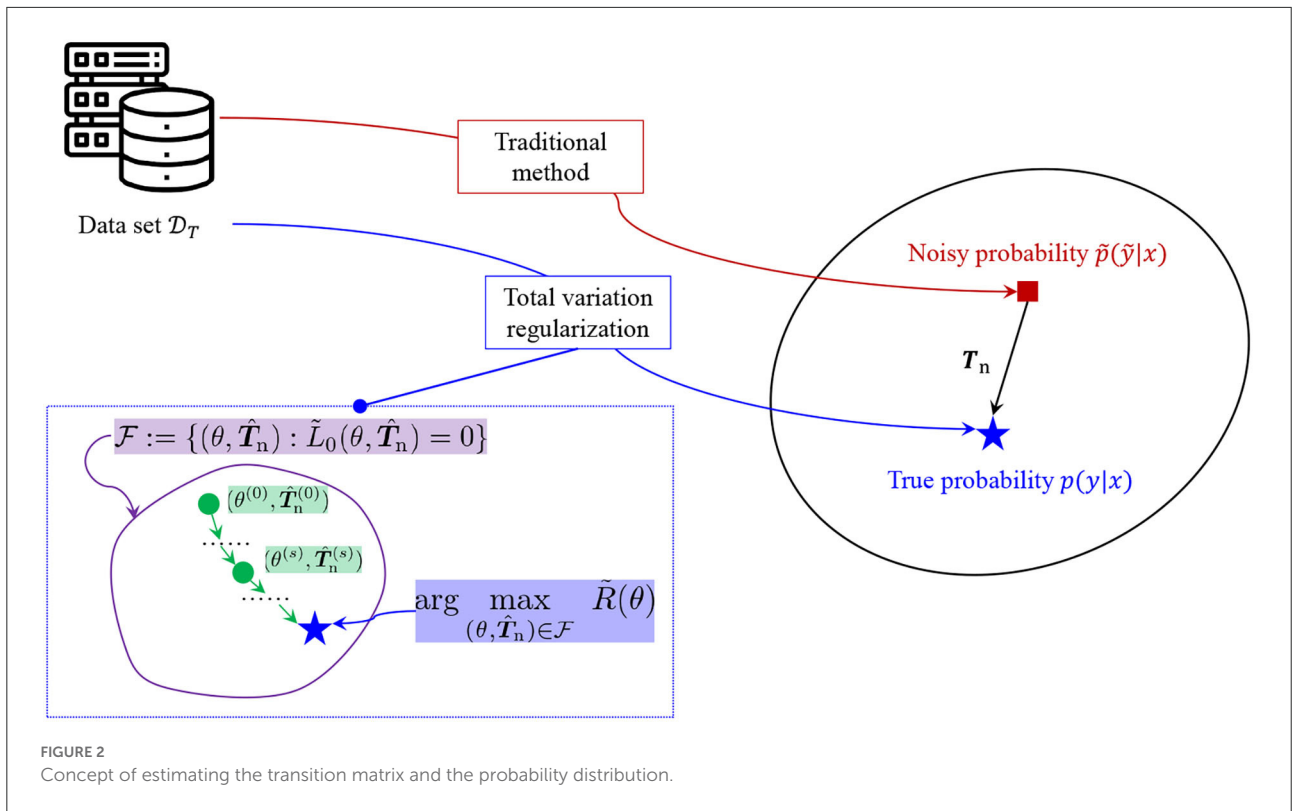 Traditional
method
Data set 𝒟_T
Noisy probability p̃(ỹ|x)
Total variation
regularization
T_n
True probability p(y|x)
ℱ := {(θ, T̂_n) : L̃_0(θ, T̂_n) = 0}
(θ^(0), T̂_n^(0))
......
(θ^(s), T̂_n^(s))
......
arg max_{(θ,T̂_n)∈ℱ} R̃(θ)
FIGURE 2
Concept of estimating the transition matrix and the probability distribution.